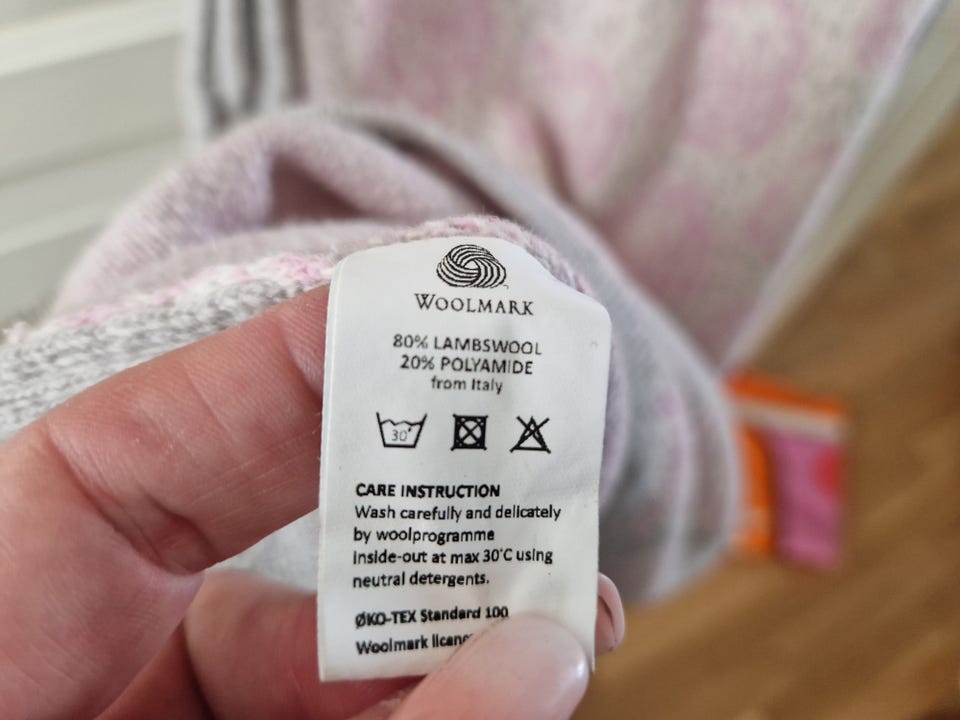 WOOLMARK
80% LAMBSWOOL
20% POLYAMIDE
from Italy
30°
CARE INSTRUCTION
Wash carefully and delicately
by woolprogramme
inside-out at max 30°C using
neutral detergents.
ØKO-TEX Standard 100
Woolmark